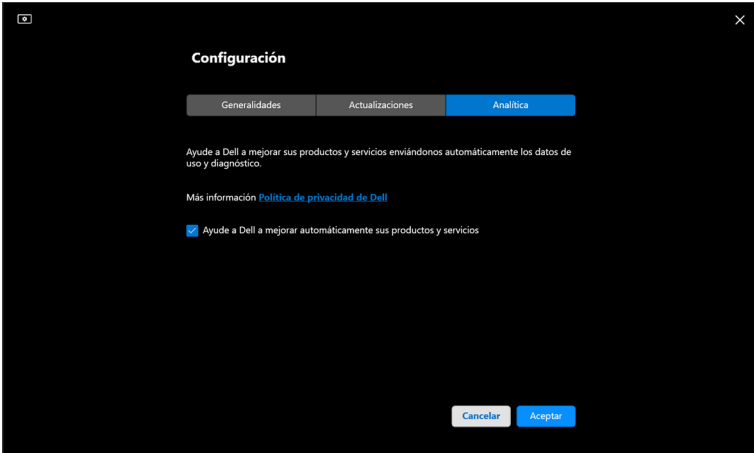 Configuración
Generalidades
Actualizaciones
Analítica
Ayude a Dell a mejorar sus productos y servicios enviándonos automáticamente los datos de
uso y diagnóstico.
Más información Política de privacidad de Dell
Ayude a Dell a mejorar automáticamente sus productos y servicios
Cancelar
Aceptar